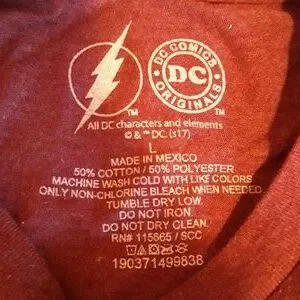 DC COMICS
DC
ORIGINALS
TM
TM
All DC characters and elements
© & ™ DC. (s17)
L
MADE IN MEXICO
50% COTTON / 50% POLYESTER
MACHINE WASH COLD WITH LIKE COLORS
ONLY NON-CHLORINE BLEACH WHEN NEEDED
TUMBLE DRY LOW.
DO NOT IRON.
DO NOT DRY CLEAN.
RN# 115665 / SCC
190371499838